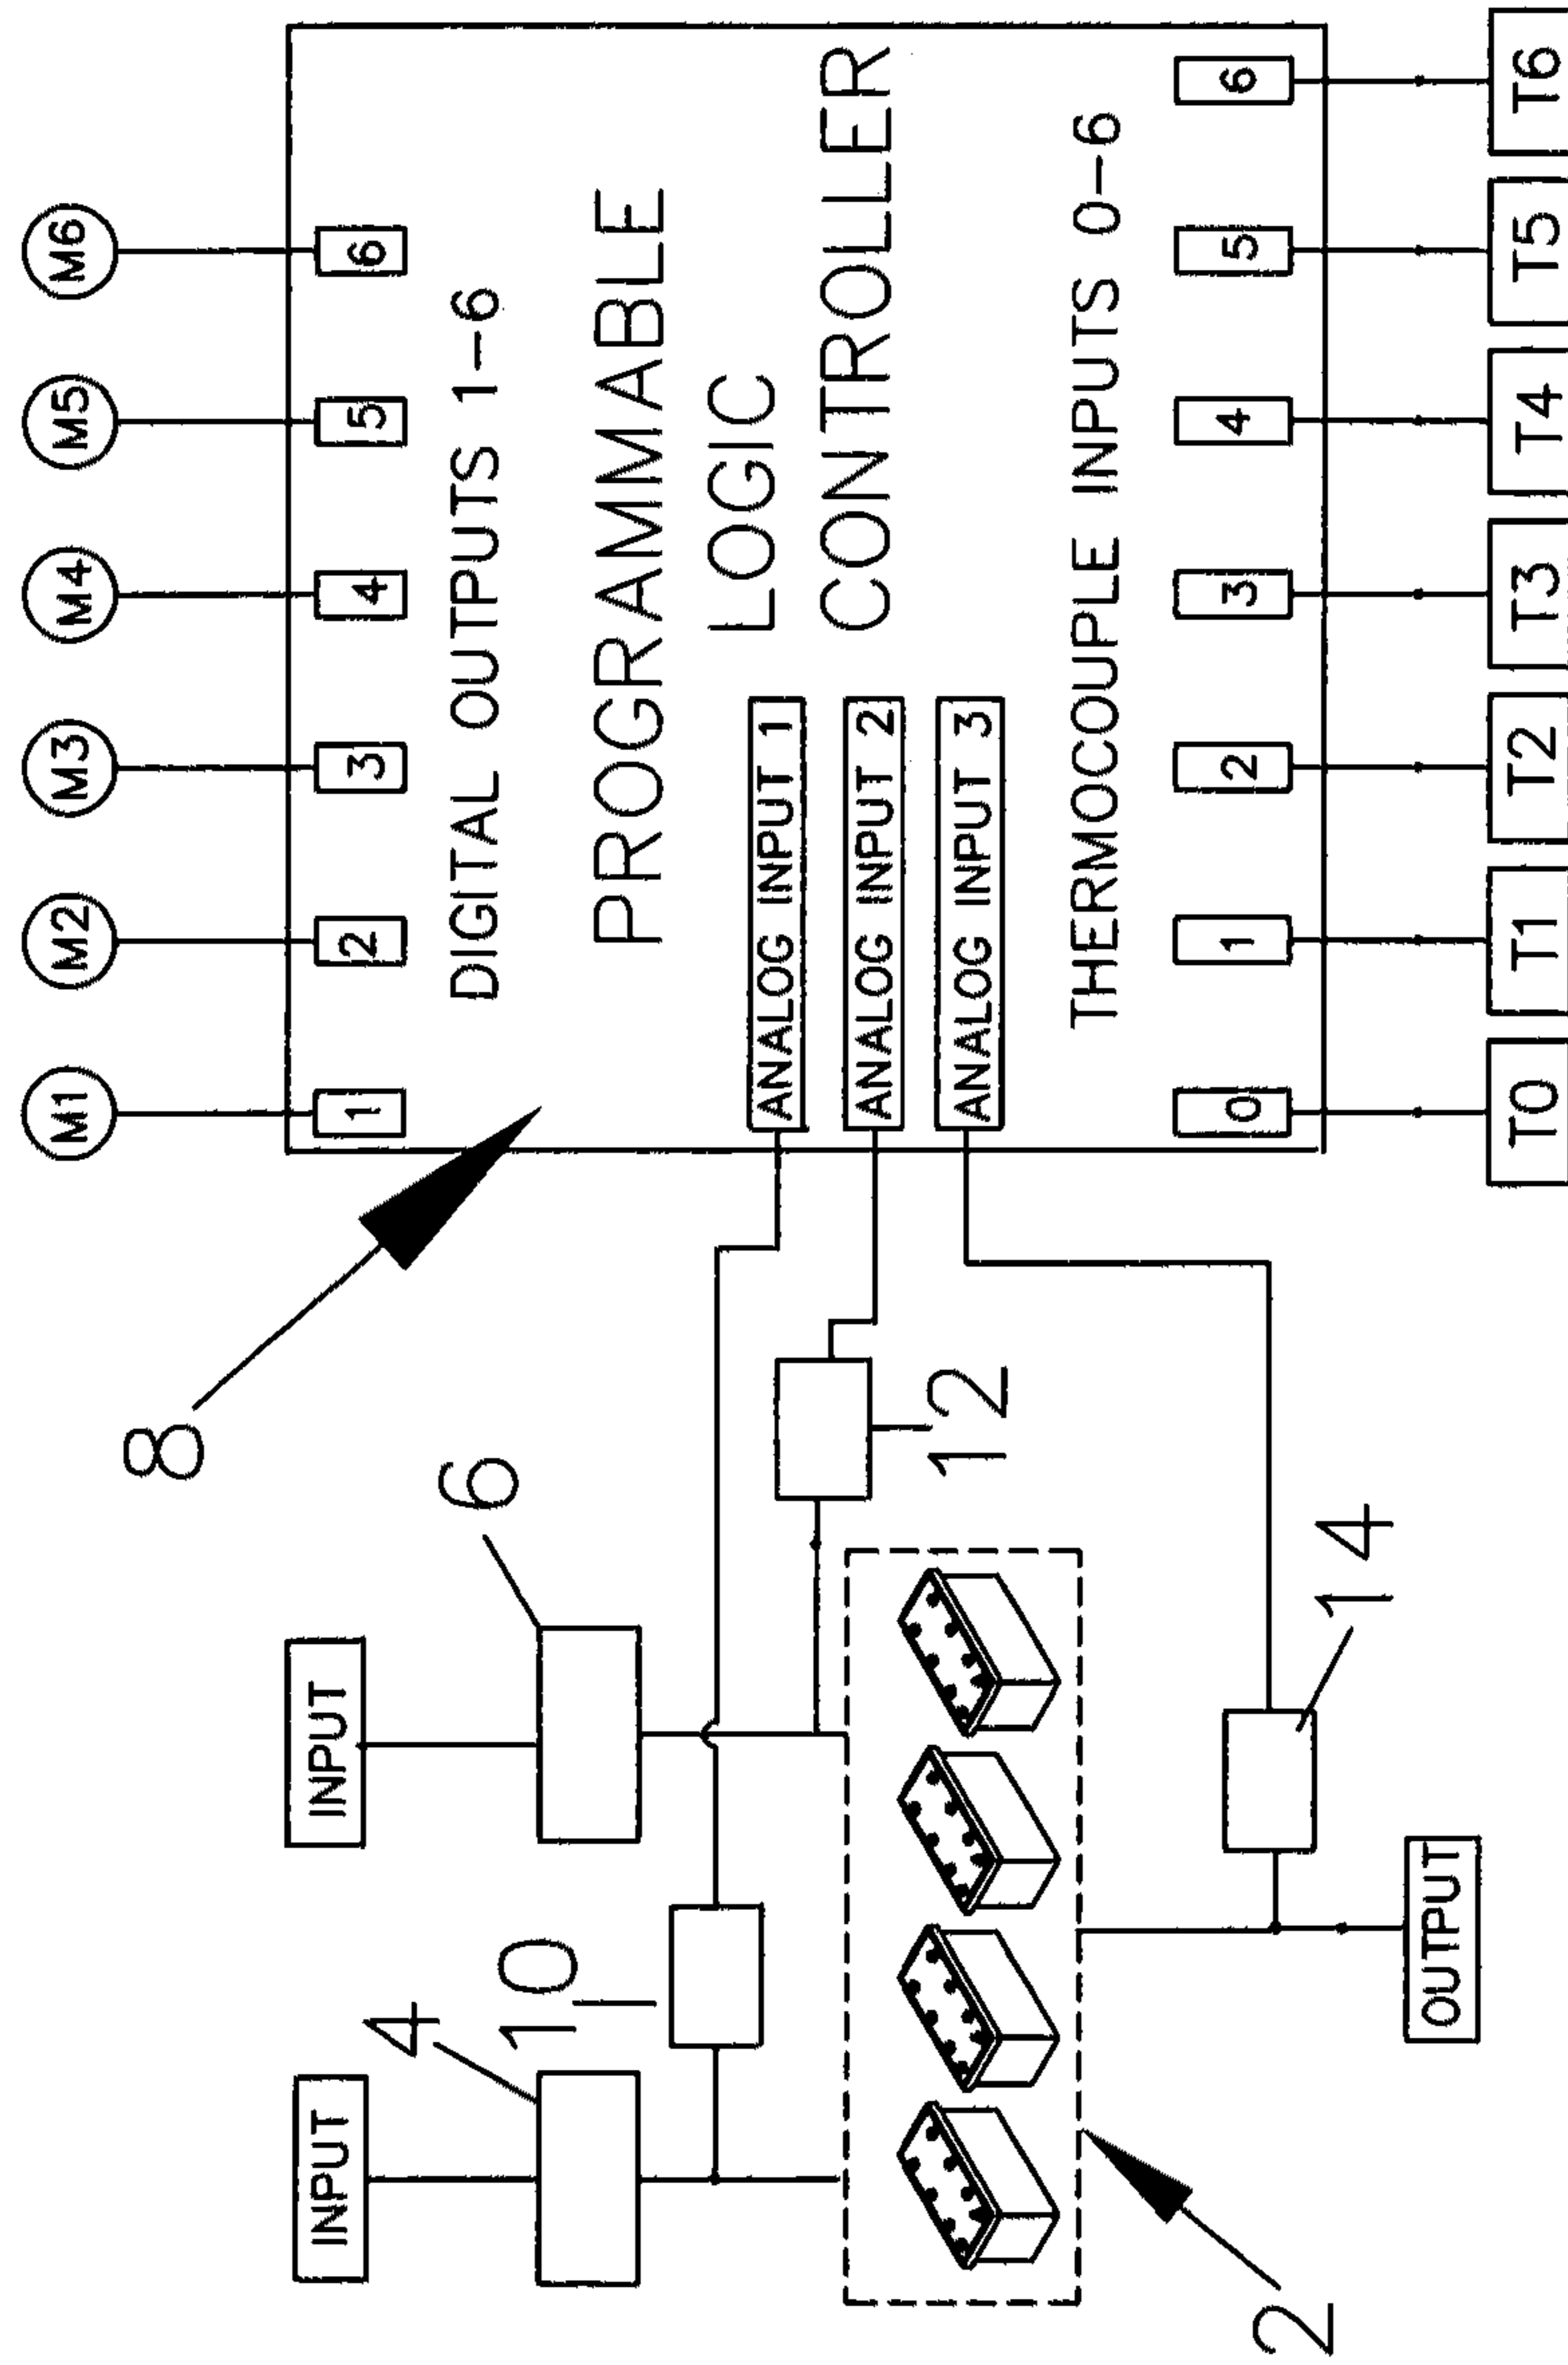 M1 M2 M3 M4 M5 M6
8
1 2 3 4 5 6
INPUT INPUT
4
6
DIGITAL OUTPUTS 1-6
10
PROGRAMMABLE
LOGIC
CONTROLLER
ANALOG INPUT 1
ANALOG INPUT 2
ANALOG INPUT 3
12
THERMOCOUPLE INPUTS 0-6
0 1 2 3 4 5 6
2
14
OUTPUT
T0 T1 T2 T3 T4 T5 T6